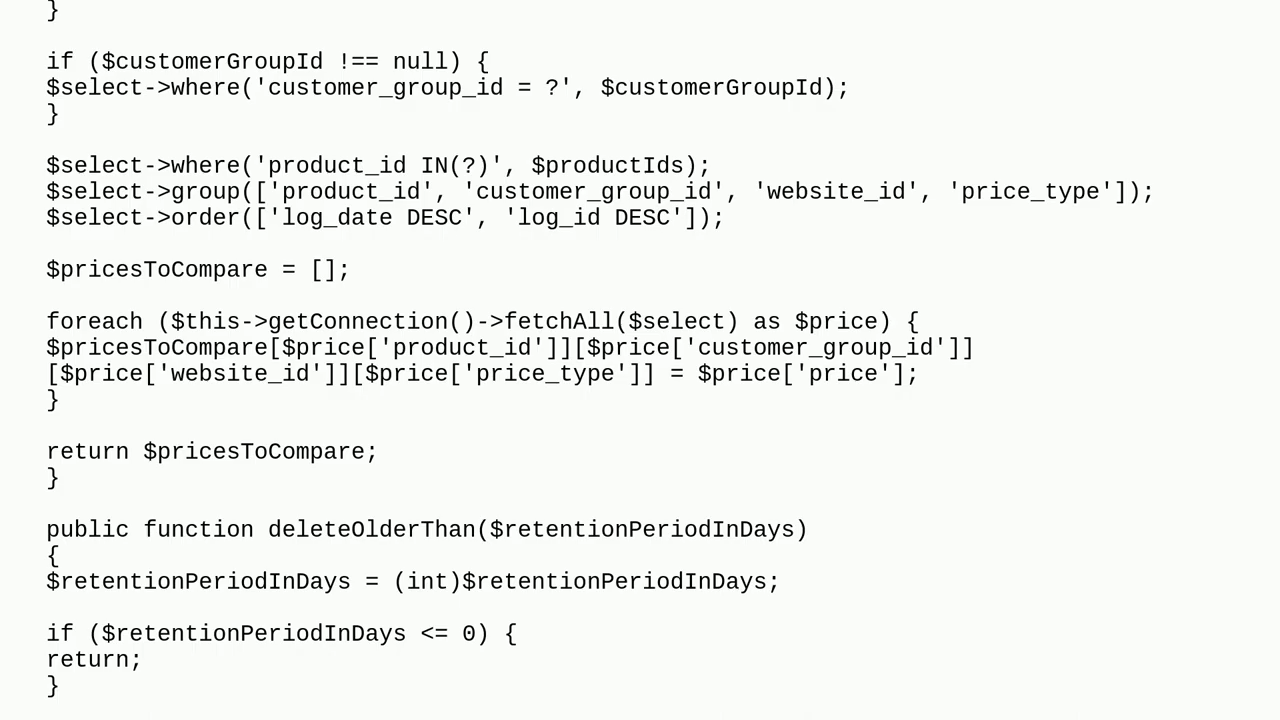 }
if ($customerGroupId !== null) {
$select->where('customer_group_id = ?', $customerGroupId);
}
$select->where('product_id IN(?)', $productIds);
$select->group(['product_id', 'customer_group_id', 'website_id', 'price_type']);
$select->order(['log_date DESC', 'log_id DESC']);
$pricesToCompare = [];
foreach ($this->getConnection()->fetchAll($select) as $price) {
$pricesToCompare[$price['product_id']][$price['customer_group_id']]
[$price['website_id']][$price['price_type']] = $price['price'];
}
return $pricesToCompare;
}
public function deleteOlderThan($retentionPeriodInDays)
{
$retentionPeriodInDays = (int)$retentionPeriodInDays;
if ($retentionPeriodInDays <= 0) {
return;
}